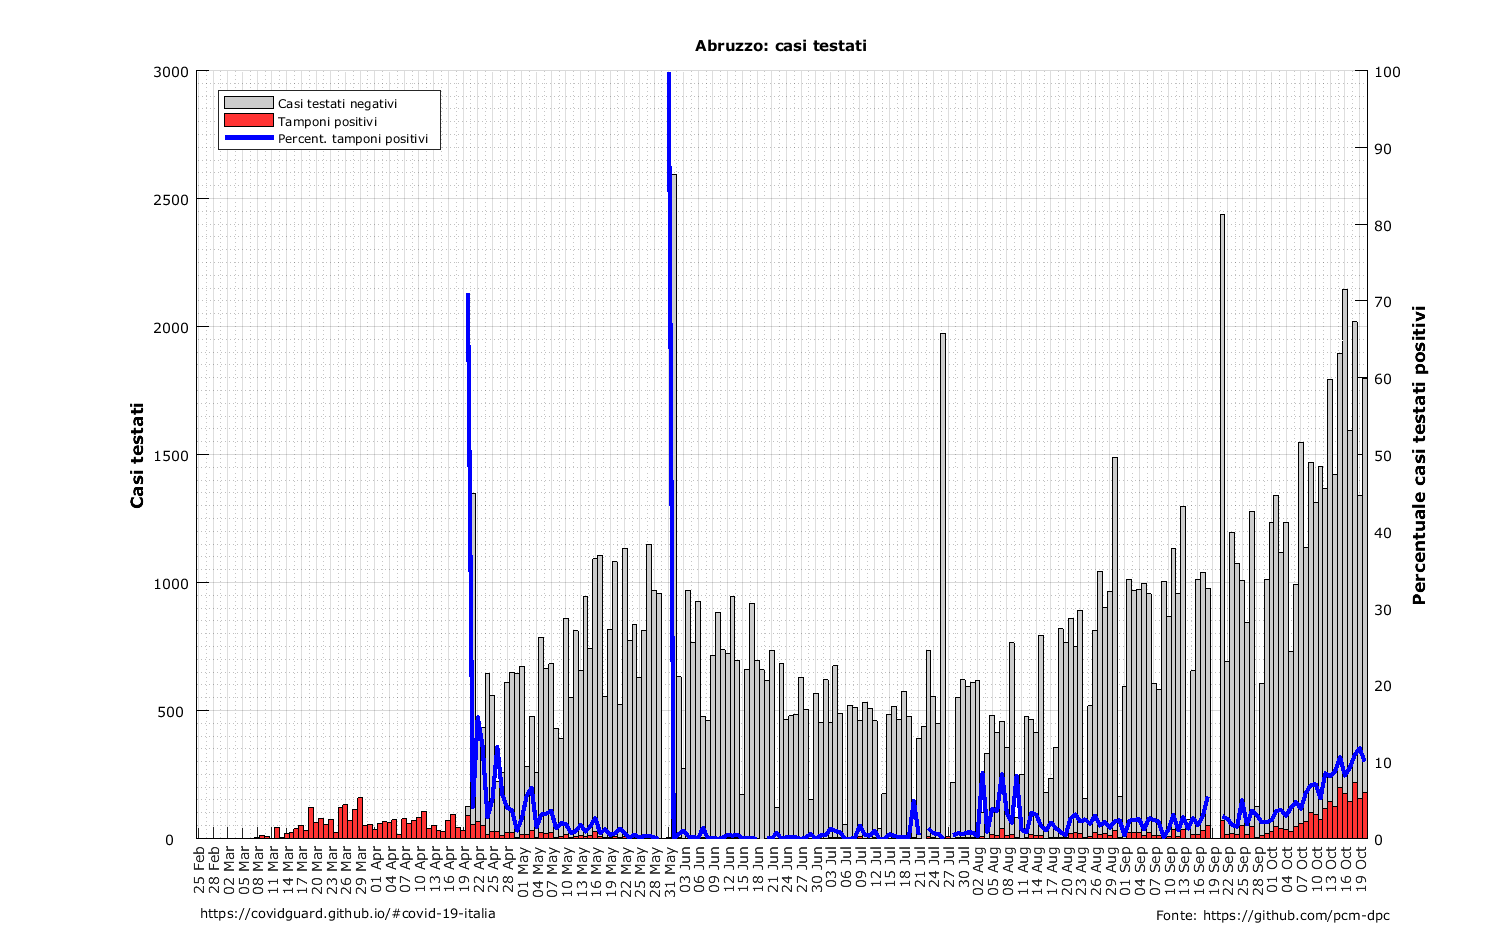 Abruzzo: casi testati
3000
2500
2000
1500
1000
500
0
Casi testati
Casi testati negativi
Tamponi positivi
Percent. tamponi positivi
100
90
80
70
60
50
40
30
20
10
0
Percentuale casi testati positivi
25 Feb
28 Feb
02 Mar
05 Mar
08 Mar
11 Mar
14 Mar
17 Mar
20 Mar
23 Mar
26 Mar
29 Mar
01 Apr
04 Apr
07 Apr
10 Apr
13 Apr
16 Apr
19 Apr
22 Apr
25 Apr
28 Apr
01 May
04 May
07 May
10 May
13 May
16 May
19 May
22 May
25 May
28 May
31 May
03 Jun
06 Jun
09 Jun
12 Jun
15 Jun
18 Jun
21 Jun
24 Jun
27 Jun
30 Jun
03 Jul
06 Jul
09 Jul
12 Jul
15 Jul
18 Jul
21 Jul
24 Jul
27 Jul
30 Jul
02 Aug
05 Aug
08 Aug
11 Aug
14 Aug
17 Aug
20 Aug
23 Aug
26 Aug
29 Aug
01 Sep
04 Sep
07 Sep
10 Sep
13 Sep
16 Sep
19 Sep
22 Sep
25 Sep
28 Sep
01 Oct
04 Oct
07 Oct
10 Oct
13 Oct
16 Oct
19 Oct
https://covidguard.github.io/#covid-19-italia
Fonte: https://github.com/pcm-dpc